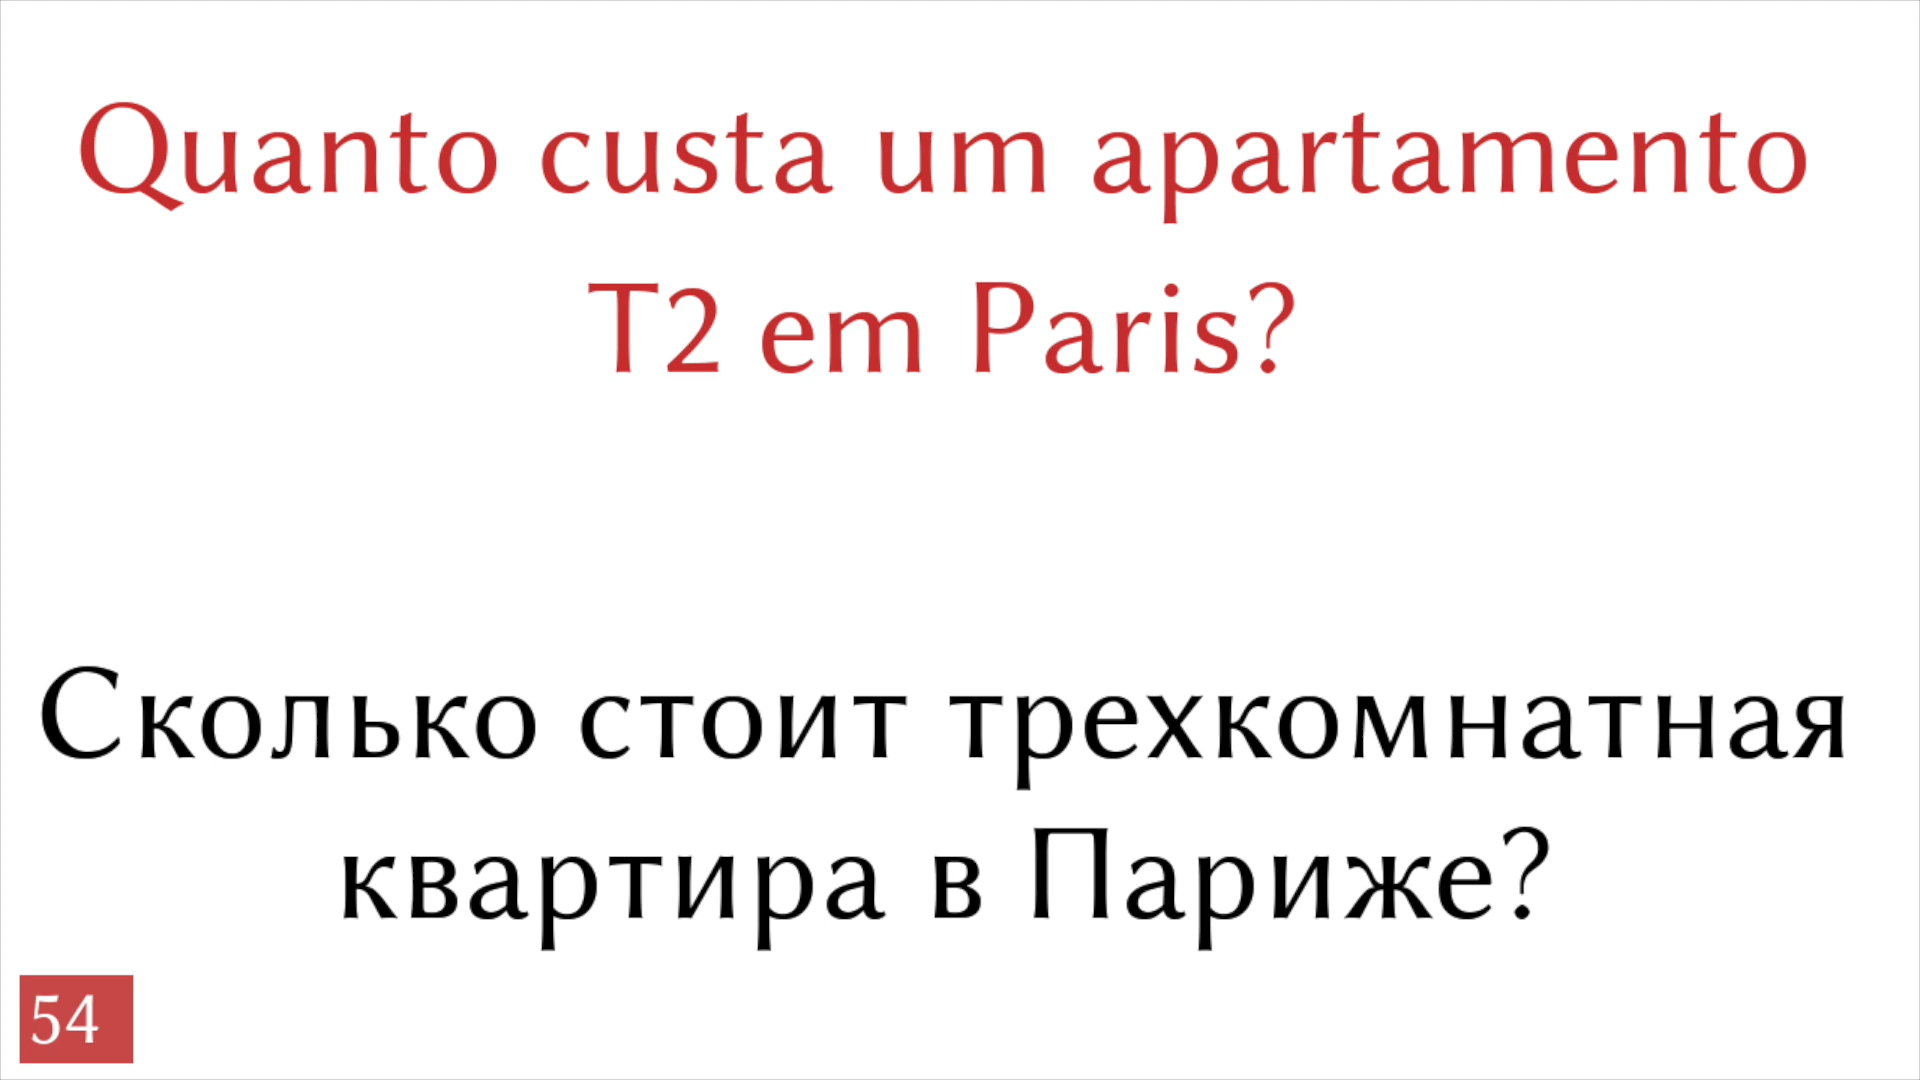 Quanto custa um apartamento
T2 em Paris?
Сколько стоит трехкомнатная
квартира в Париже?
54